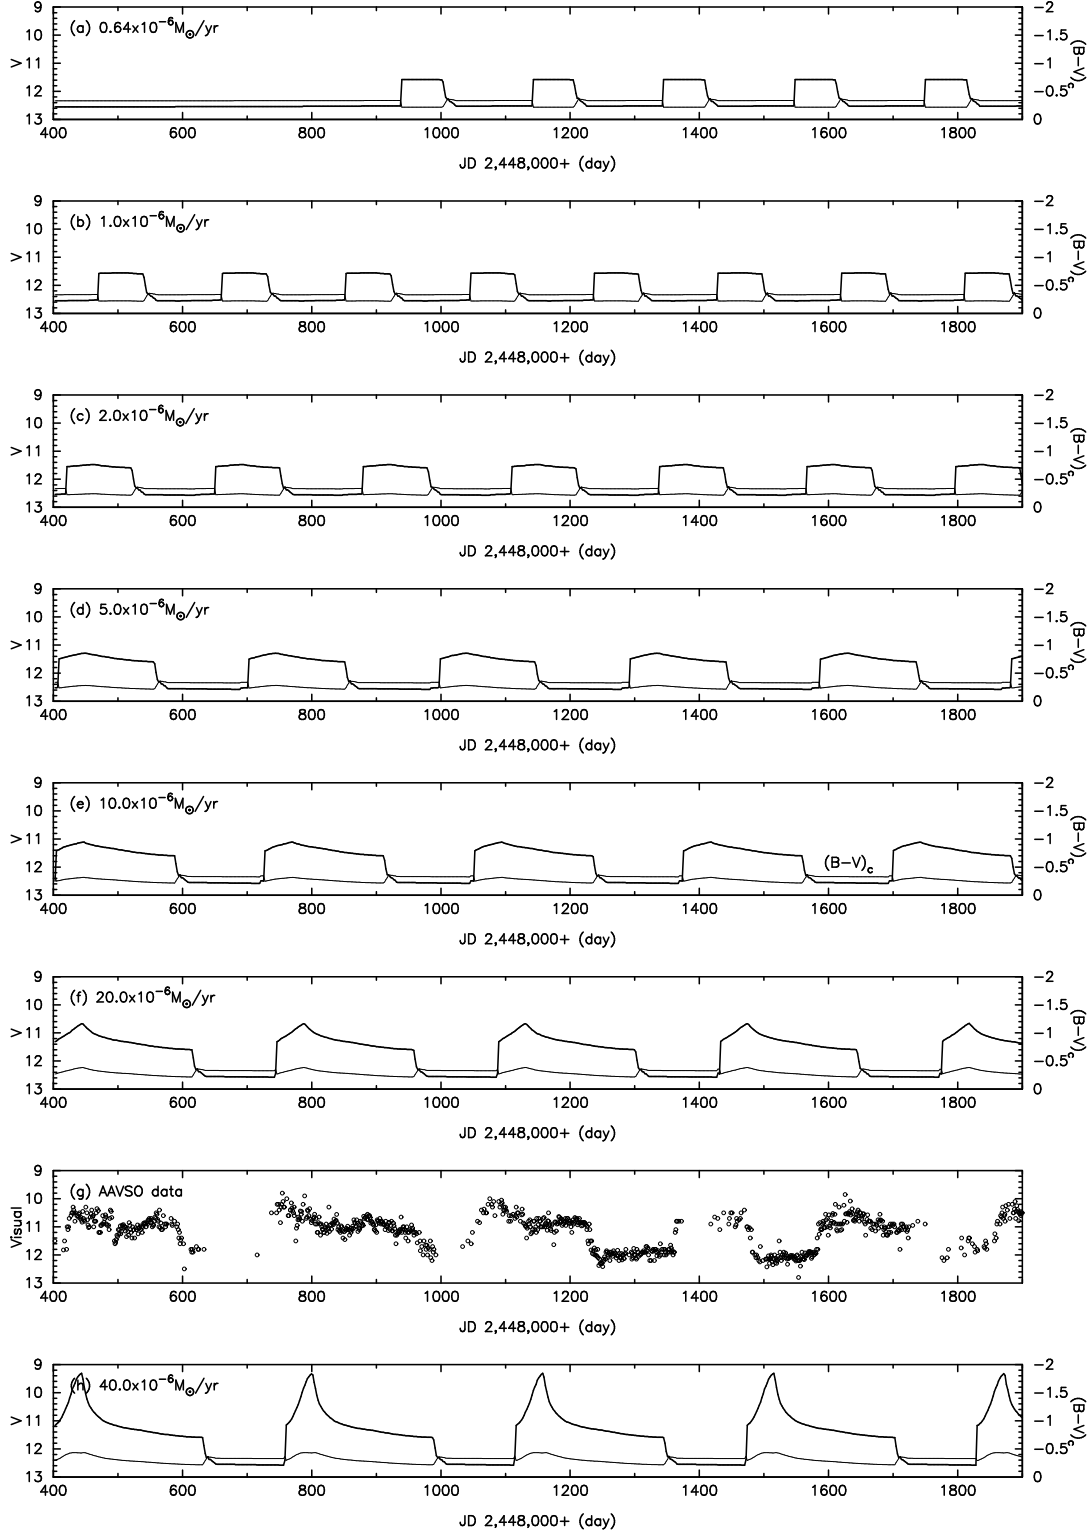 (a) 0.64x10⁻⁶M⊙/yr
9
10
11
12
13
V
−2
−1.5
−1
−0.5
0
(B−V)c
400 600 800 1000 1200 1400 1600 1800
JD 2,448,000+ (day)
(b) 1.0x10⁻⁶M⊙/yr
9
10
11
12
13
V
−2
−1.5
−1
−0.5
0
(B−V)c
400 600 800 1000 1200 1400 1600 1800
JD 2,448,000+ (day)
(c) 2.0x10⁻⁶M⊙/yr
9
10
11
12
13
V
−2
−1.5
−1
−0.5
0
(B−V)c
400 600 800 1000 1200 1400 1600 1800
JD 2,448,000+ (day)
(d) 5.0x10⁻⁶M⊙/yr
9
10
11
12
13
V
−2
−1.5
−1
−0.5
0
(B−V)c
400 600 800 1000 1200 1400 1600 1800
JD 2,448,000+ (day)
(e) 10.0x10⁻⁶M⊙/yr
9
10
11
12
13
V
(B−V)c
−2
−1.5
−1
−0.5
0
(B−V)c
400 600 800 1000 1200 1400 1600 1800
JD 2,448,000+ (day)
(f) 20.0x10⁻⁶M⊙/yr
9
10
11
12
13
V
−2
−1.5
−1
−0.5
0
(B−V)c
400 600 800 1000 1200 1400 1600 1800
JD 2,448,000+ (day)
(g) AAVSO data
9
10
11
12
13
Visual
400 600 800 1000 1200 1400 1600 1800
JD 2,448,000+ (day)
(h) 40.0x10⁻⁶M⊙/yr
9
10
11
12
13
V
−2
−1.5
−1
−0.5
0
(B−V)c
400 600 800 1000 1200 1400 1600 1800
JD 2,448,000+ (day)